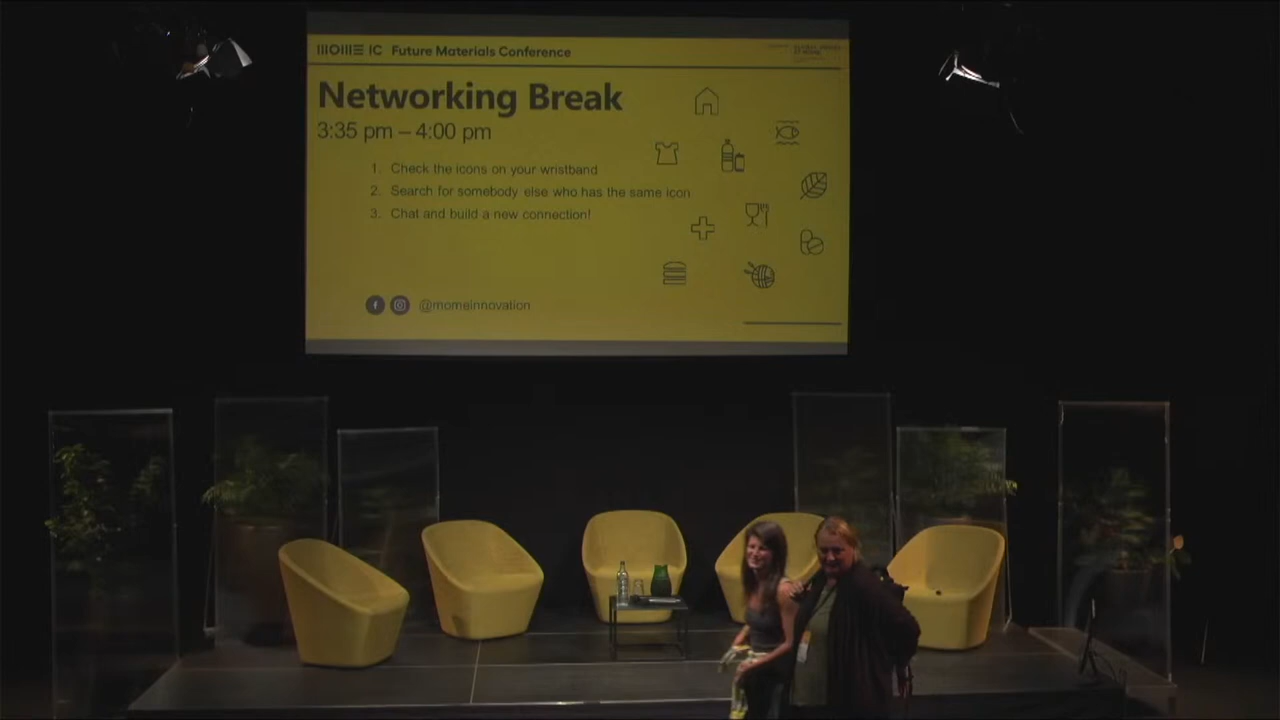 MOME IC Future Materials Conference
Networking Break
3:35 pm – 4:00 pm
1. Check the icons on your wristband
2. Search for somebody else who has the same icon
3. Chat and build a new connection!
@momeinnovation